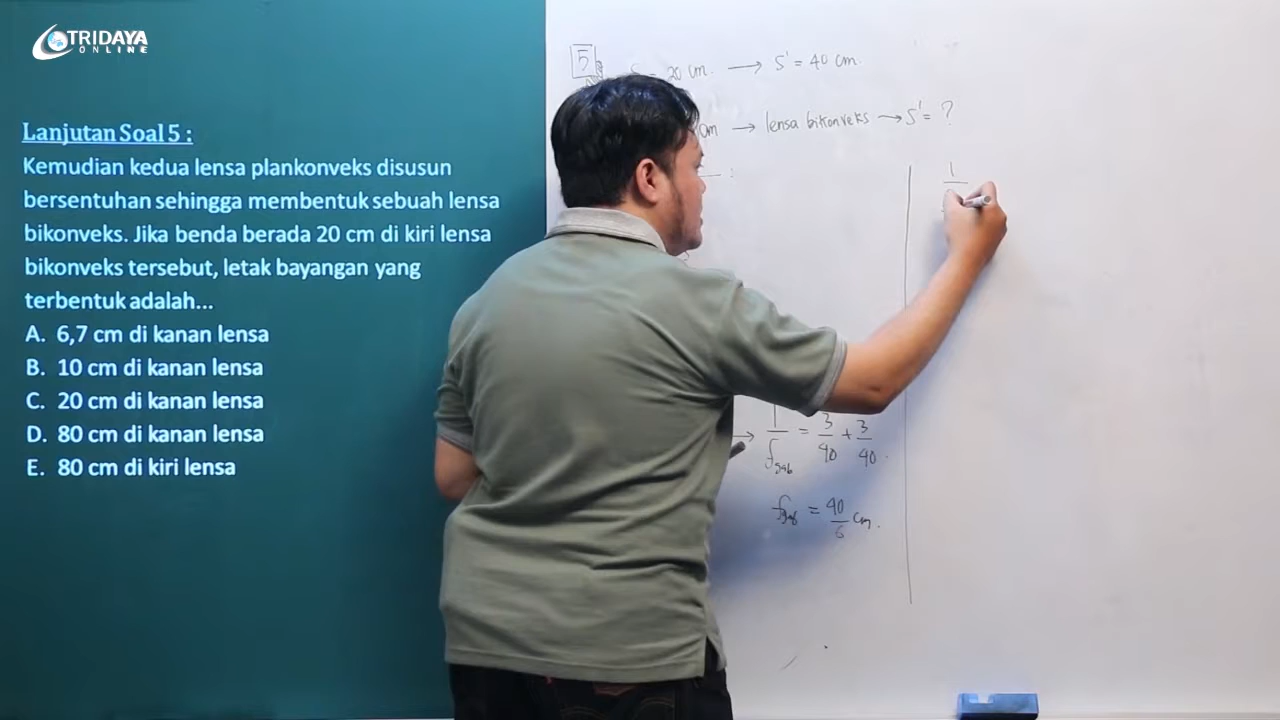 TRIDAYA
ONLINE
Lanjutan Soal 5 :
Kemudian kedua lensa plankonveks disusun
bersentuhan sehingga membentuk sebuah lensa
bikonveks. Jika benda berada 20 cm di kiri lensa
bikonveks tersebut, letak bayangan yang
terbentuk adalah...
A. 6,7 cm di kanan lensa
B. 10 cm di kanan lensa
C. 20 cm di kanan lensa
D. 80 cm di kanan lensa
E. 80 cm di kiri lensa
5 = 20 cm. → S' = 40 cm.
cm → lensa bikonveks → S' = ?
1
→ 1/f gab = 3/40 + 3/40
f gab = 40/6 cm.